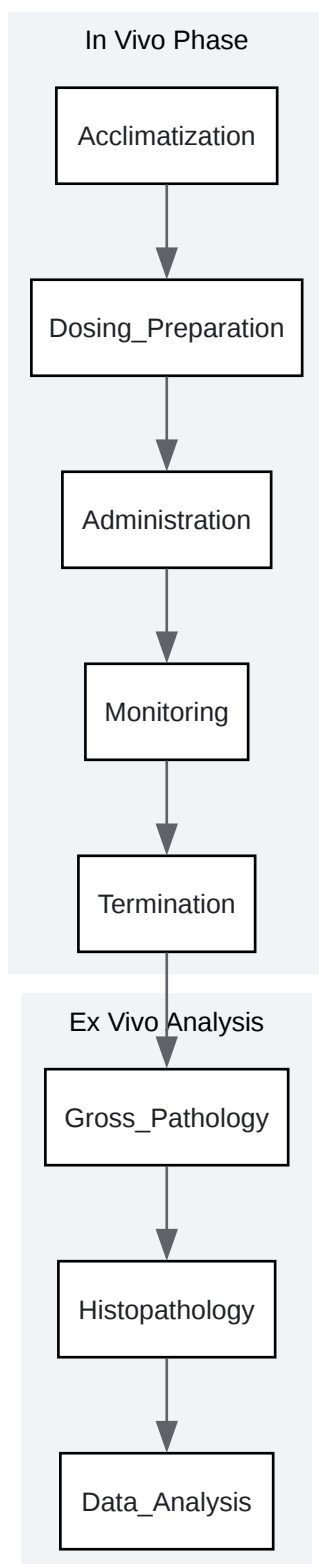 In Vivo Phase
Acclimatization
Dosing_Preparation
Administration
Monitoring
Termination
Ex Vivo Analysis
Gross_Pathology
Histopathology
Data_Analysis